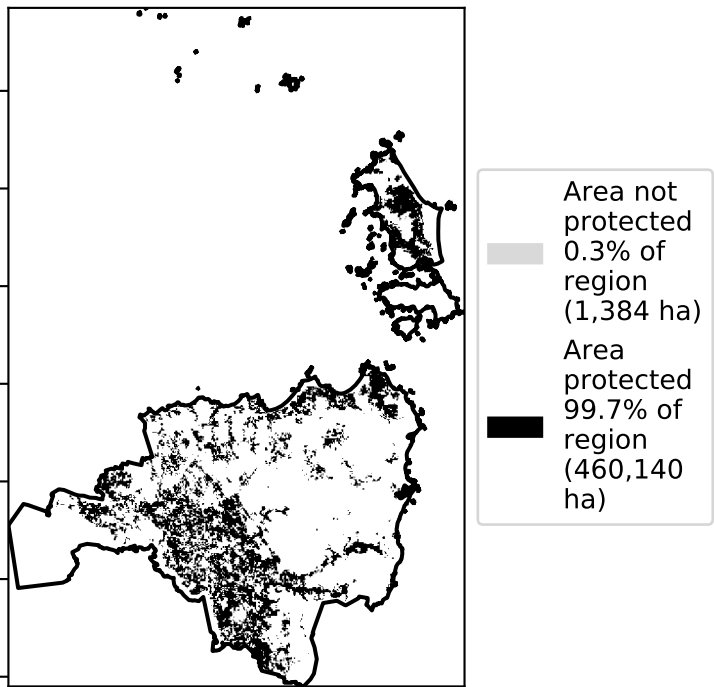 Area not
protected
0.3% of
region
(1,384 ha)
Area
protected
99.7% of
region
(460,140
ha)